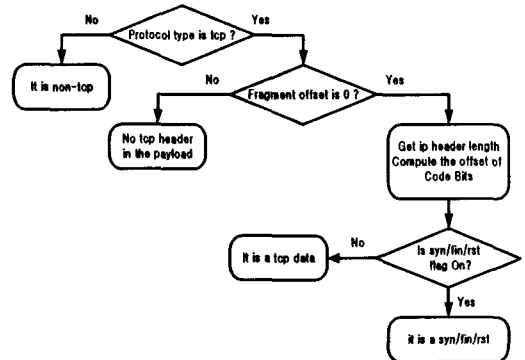 No
Protocol type is tcp ?
Yes
It is non-tcp
No
Fragment offset is 0 ?
Yes
No tcp header
in the payload
Get ip header length
Compute the offset of
Code Bits
It is a tcp data
No
Is syn/fin/rst
flag On?
Yes
it is a syn/fin/rst